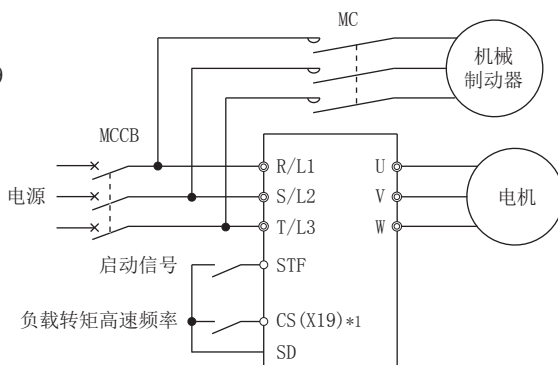 MC
机械
制动器
MCCB
电源
R/L1
S/L2
T/L3
U
V
W
电机
启动信号
STF
负载转矩高速频率
CS(X19)*1
SD